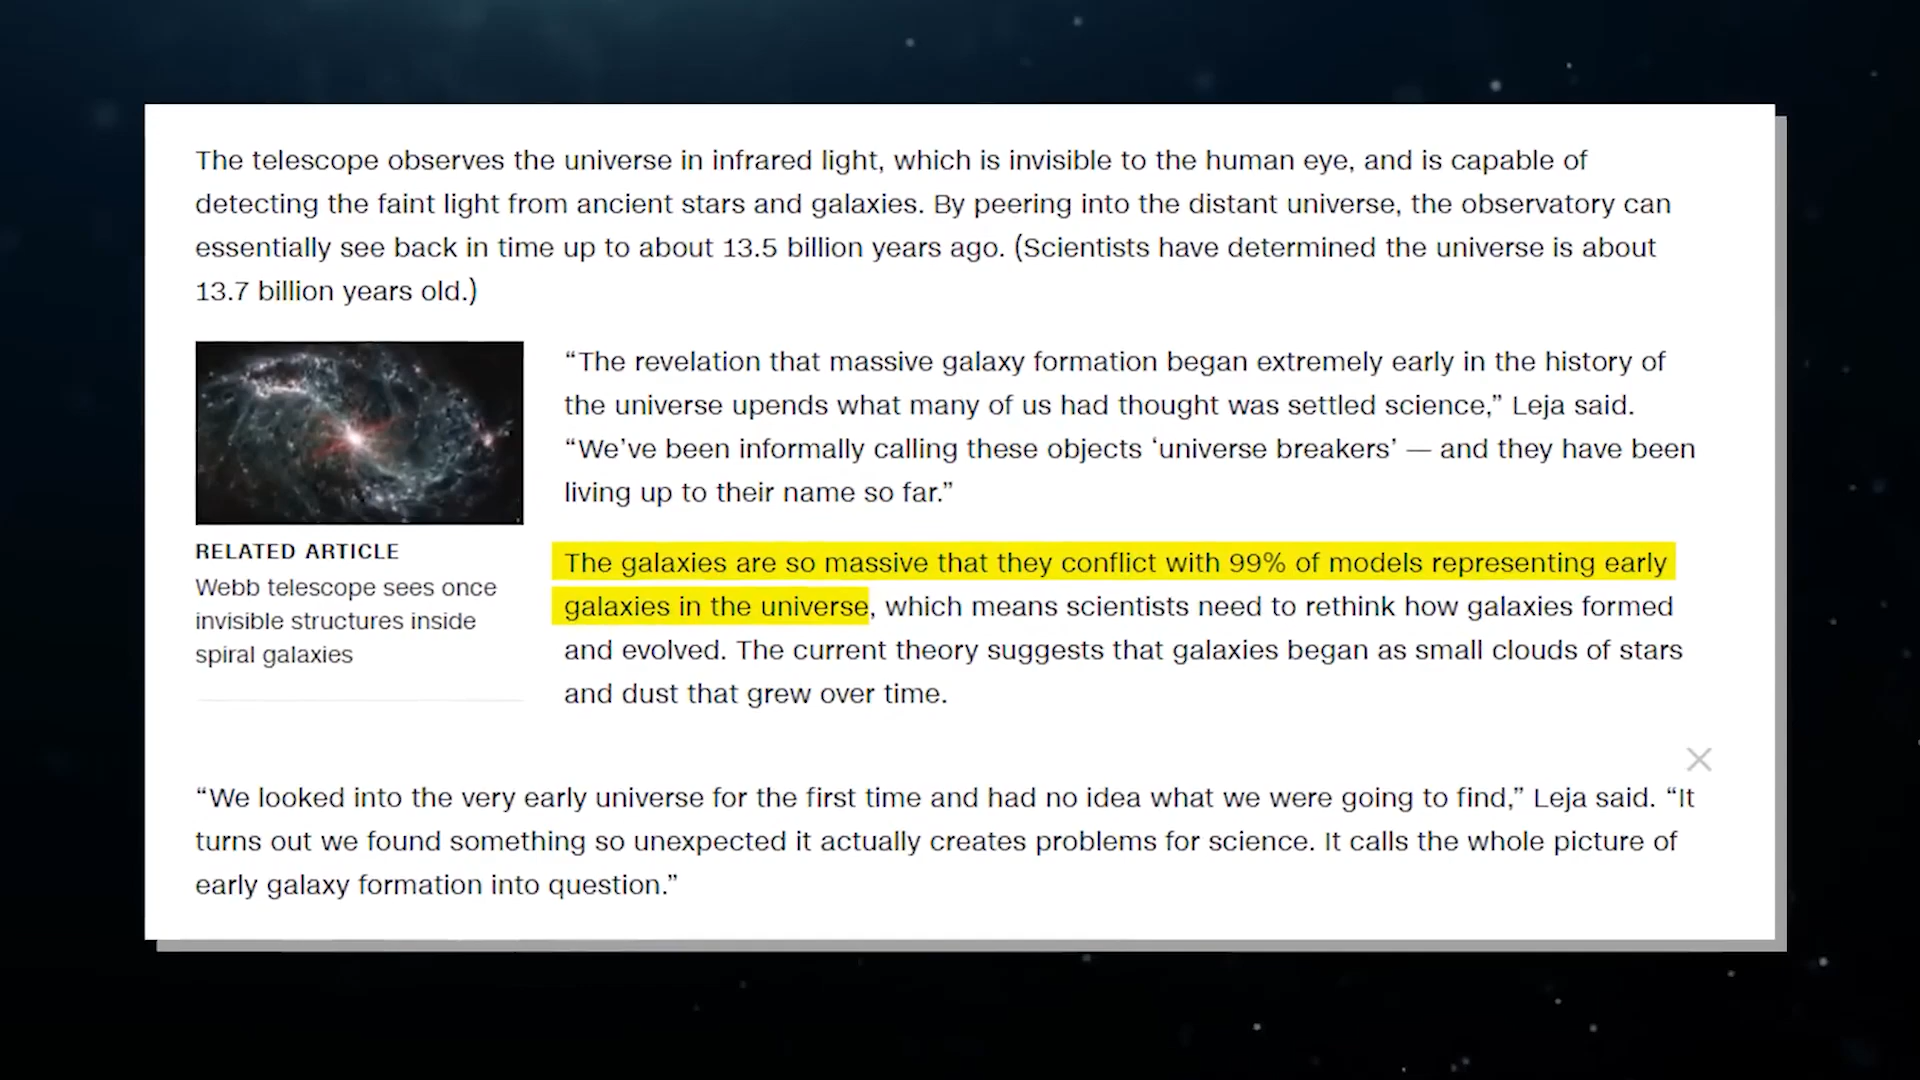 The telescope observes the universe in infrared light, which is invisible to the human eye, and is capable of
detecting the faint light from ancient stars and galaxies. By peering into the distant universe, the observatory can
essentially see back in time up to about 13.5 billion years ago. (Scientists have determined the universe is about
13.7 billion years old.)
RELATED ARTICLE
Webb telescope sees once
invisible structures inside
spiral galaxies
“The revelation that massive galaxy formation began extremely early in the history of
the universe upends what many of us had thought was settled science,” Leja said.
“We’ve been informally calling these objects ‘universe breakers’ — and they have been
living up to their name so far.”
The galaxies are so massive that they conflict with 99% of models representing early
galaxies in the universe, which means scientists need to rethink how galaxies formed
and evolved. The current theory suggests that galaxies began as small clouds of stars
and dust that grew over time.
“We looked into the very early universe for the first time and had no idea what we were going to find,” Leja said. “It
turns out we found something so unexpected it actually creates problems for science. It calls the whole picture of
early galaxy formation into question.”